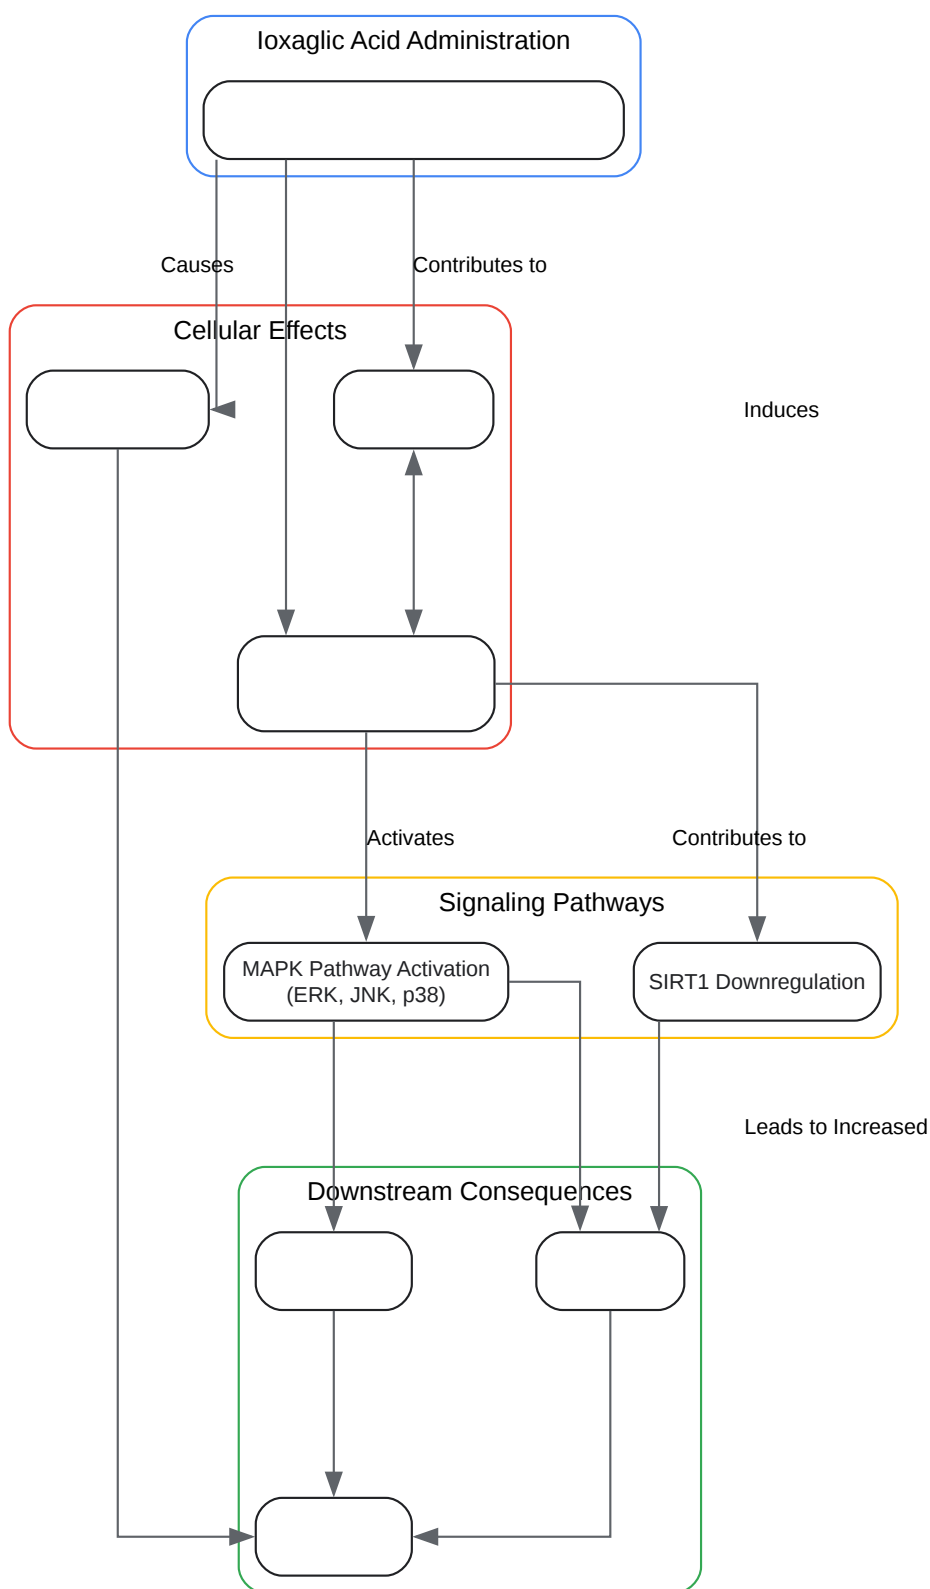 Ioxaglic Acid Administration
Causes
Contributes to
Cellular Effects
Induces
Activates
Contributes to
Signaling Pathways
MAPK Pathway Activation
(ERK, JNK, p38)
SIRT1 Downregulation
Leads to Increased
Downstream Consequences